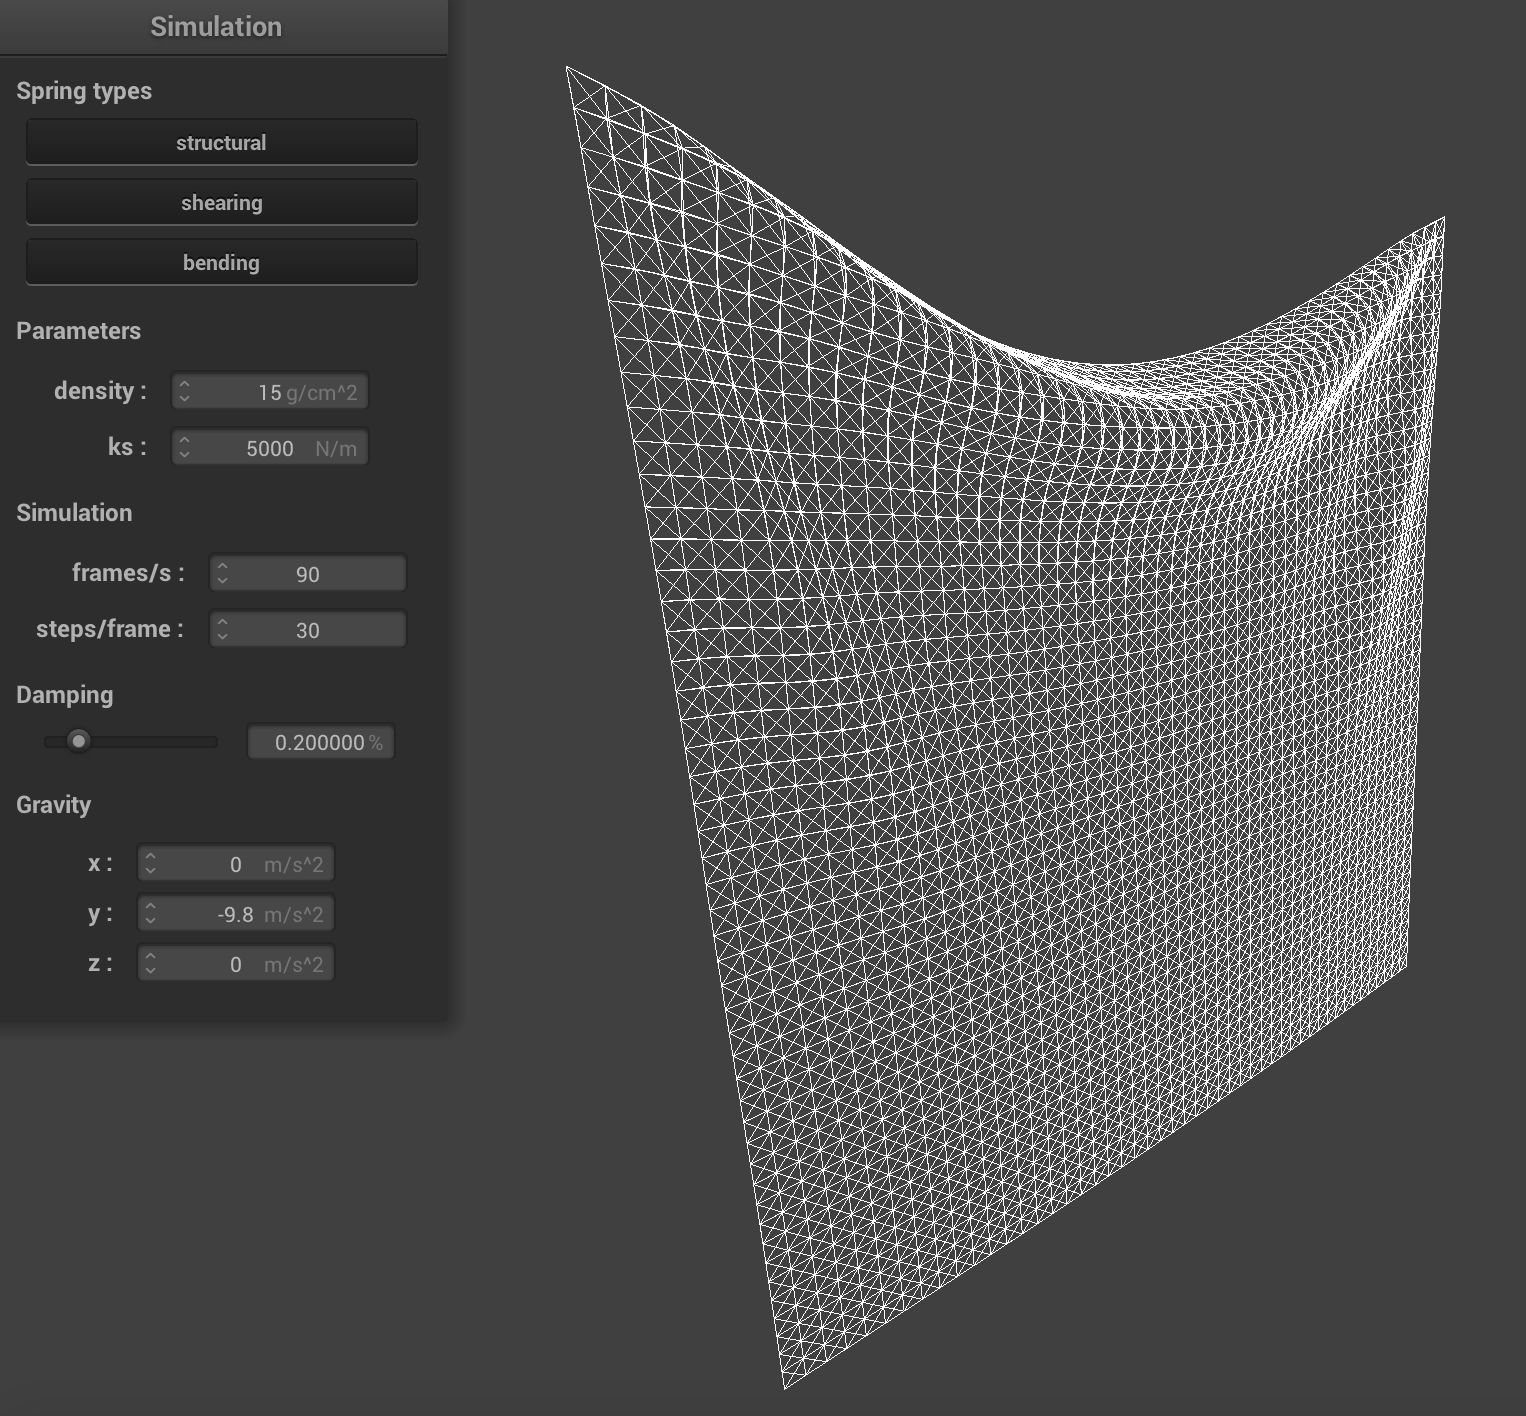 Simulation
Spring types
structural
shearing
bending
Parameters
density : 15 g/cm^2
ks : 5000 N/m
Simulation
frames/s : 90
steps/frame : 30
Damping
0.200000 %
Gravity
x : 0 m/s^2
y : -9.8 m/s^2
z : 0 m/s^2